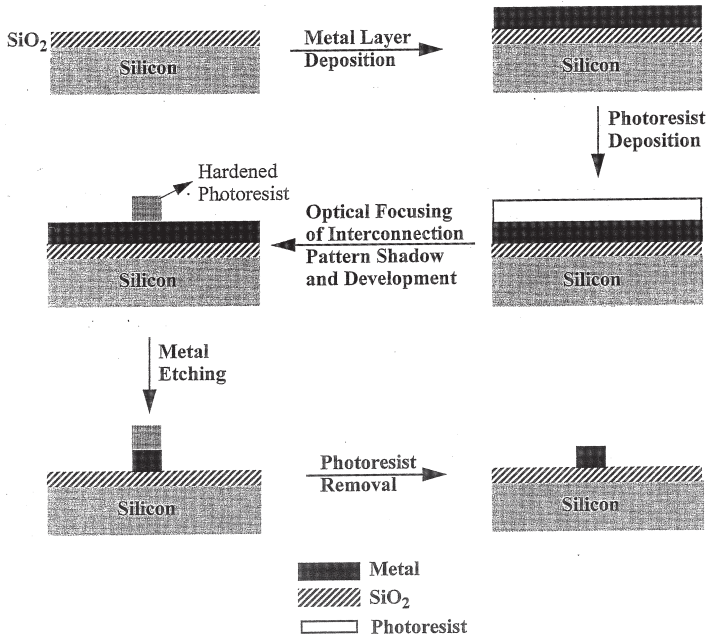 SiO2
Silicon
Metal Layer
Deposition
Silicon
Photoresist
Deposition
Silicon
Optical Focusing
of Interconnection
Pattern Shadow
and Development
Hardened
Photoresist
Silicon
Metal
Etching
Silicon
Photoresist
Removal
Silicon
Metal
SiO2
Photoresist